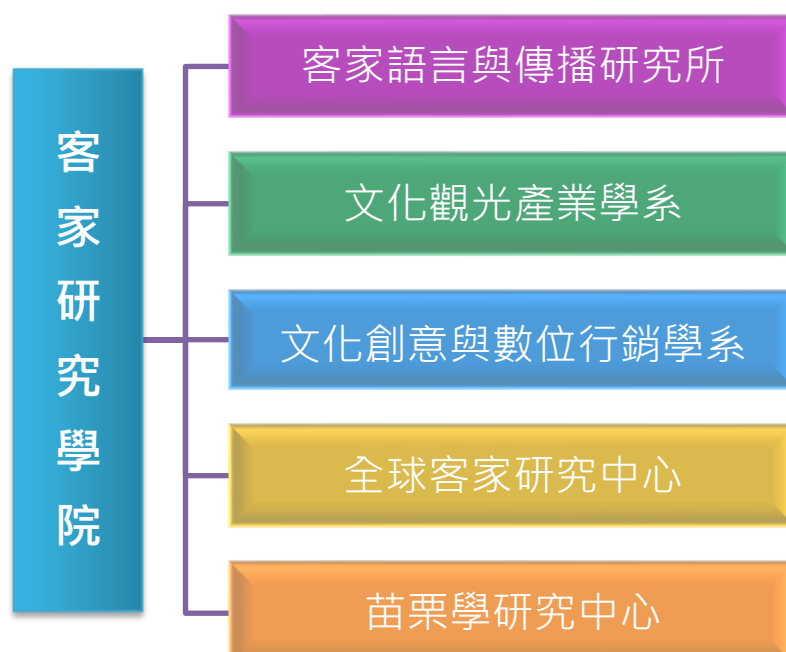 客家研究學院
客家語言與傳播研究所
文化觀光產業學系
文化創意與數位行銷學系
全球客家研究中心
苗栗學研究中心